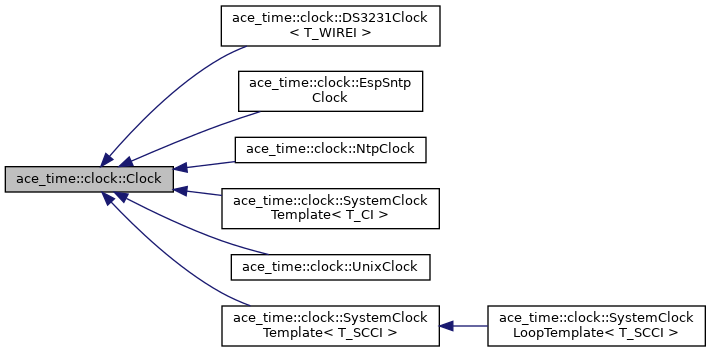 ace_time::clock::DS3231Clock
< T_WIREI >
ace_time::clock::EspSntp
Clock
ace_time::clock::NtpClock
ace_time::clock::Clock
ace_time::clock::SystemClock
Template< T_CI >
ace_time::clock::UnixClock
ace_time::clock::SystemClock
Template< T_SCCI >
ace_time::clock::SystemClock
LoopTemplate< T_SCCI >